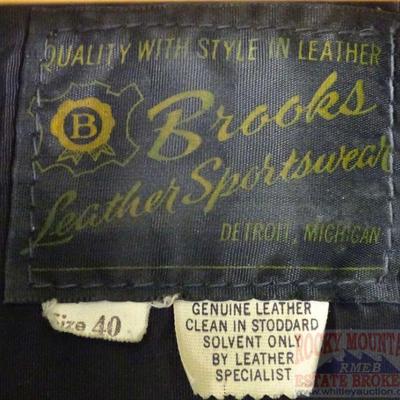 QUALITY WITH STYLE IN LEATHER
B
Brooks
Leather Sportswear
DETROIT, MICHIGAN
Size 40
GENUINE LEATHER
CLEAN IN STODDARD
SOLVENT ONLY
BY LEATHER
SPECIALIST
ROCKY MOUNTAIN
RMEB
ESTATE BROKERS
www.whitleyauction.com